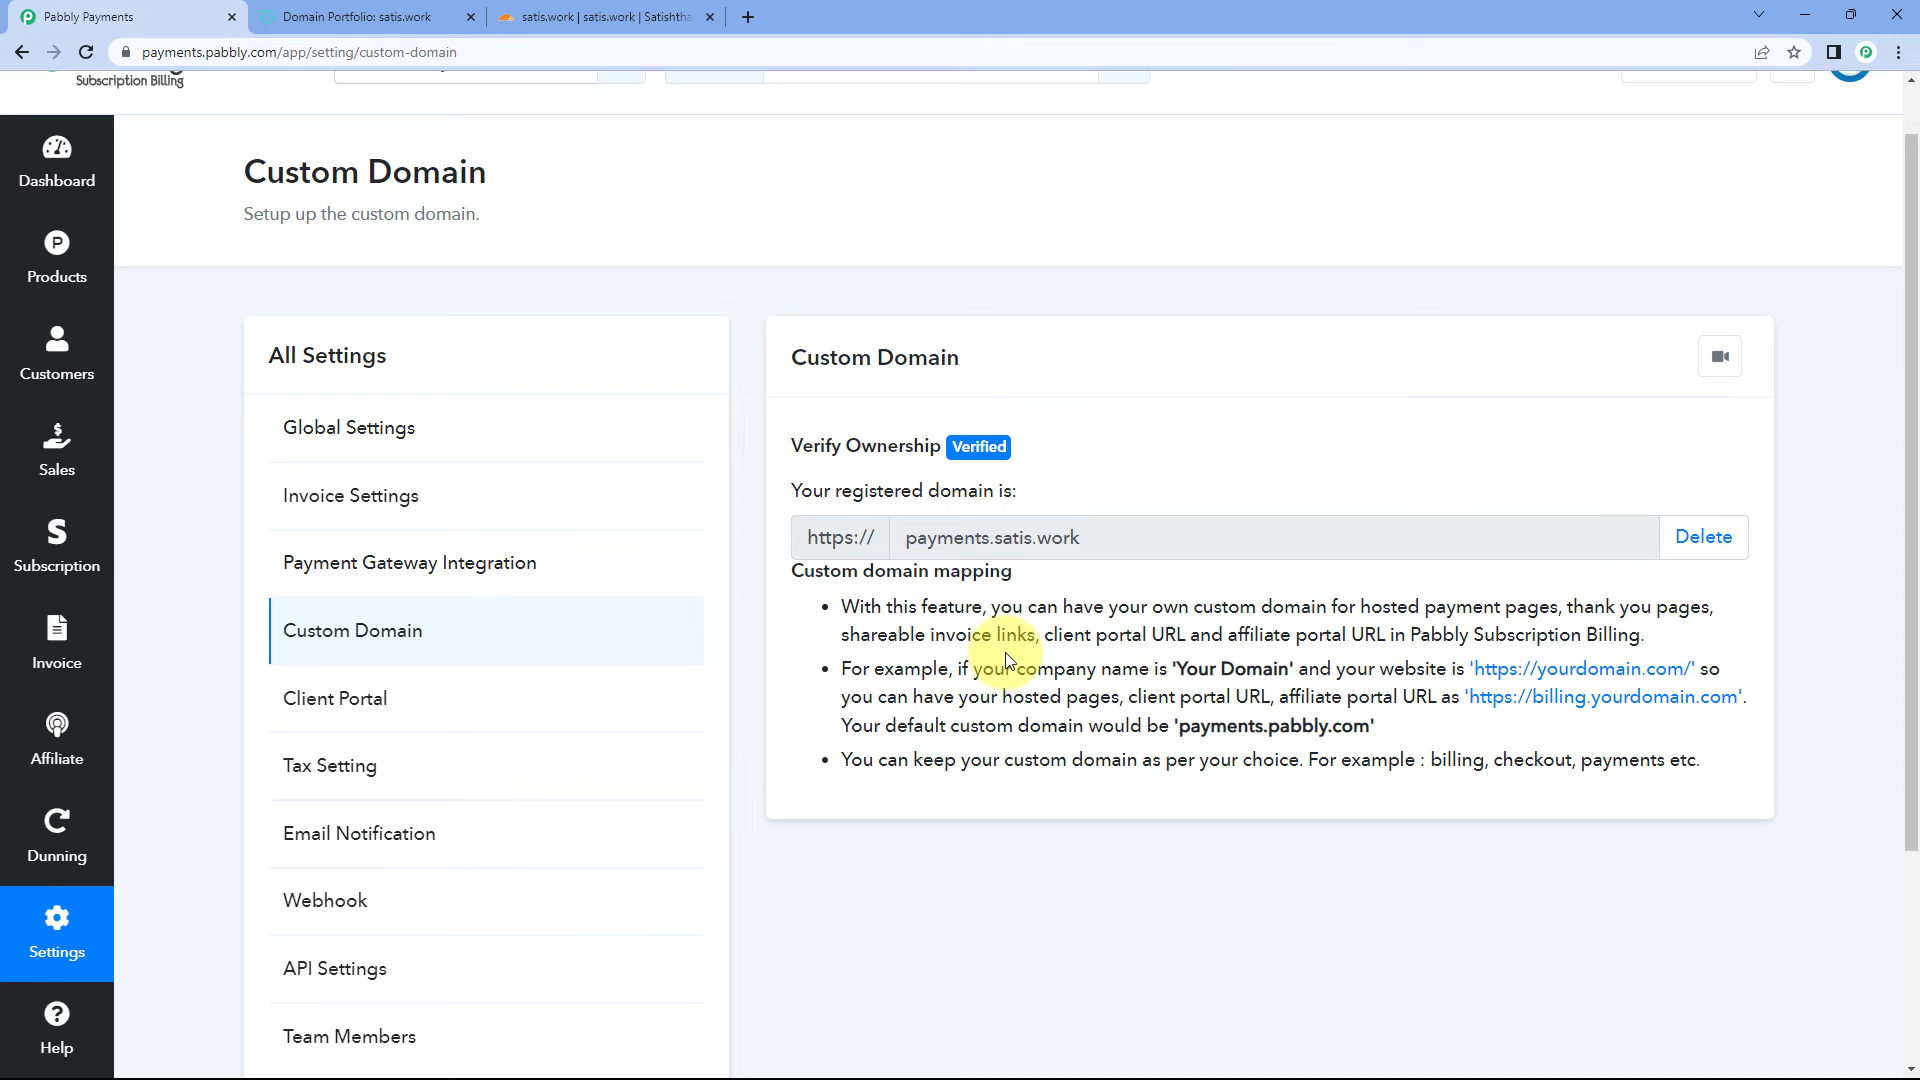 Pabbly Payments
Domain Portfolio: satis.work
satis.work | satis.work | Satishtha
payments.pabbly.com/app/setting/custom-domain
Subscription Billing
Dashboard
Products
Customers
Sales
Subscription
Invoice
Affiliate
Dunning
Settings
Help
Custom Domain
Setup up the custom domain.
All Settings
Global Settings
Invoice Settings
Payment Gateway Integration
Custom Domain
Client Portal
Tax Setting
Email Notification
Webhook
API Settings
Team Members
Custom Domain
Verify Ownership Verified
Your registered domain is:
https:// payments.satis.work Delete
Custom domain mapping
• With this feature, you can have your own custom domain for hosted payment pages, thank you pages,
shareable invoice links, client portal URL and affiliate portal URL in Pabbly Subscription Billing.
• For example, if your company name is 'Your Domain' and your website is 'https://yourdomain.com/' so
you can have your hosted pages, client portal URL, affiliate portal URL as 'https://billing.yourdomain.com'.
Your default custom domain would be 'payments.pabbly.com'
• You can keep your custom domain as per your choice. For example : billing, checkout, payments etc.